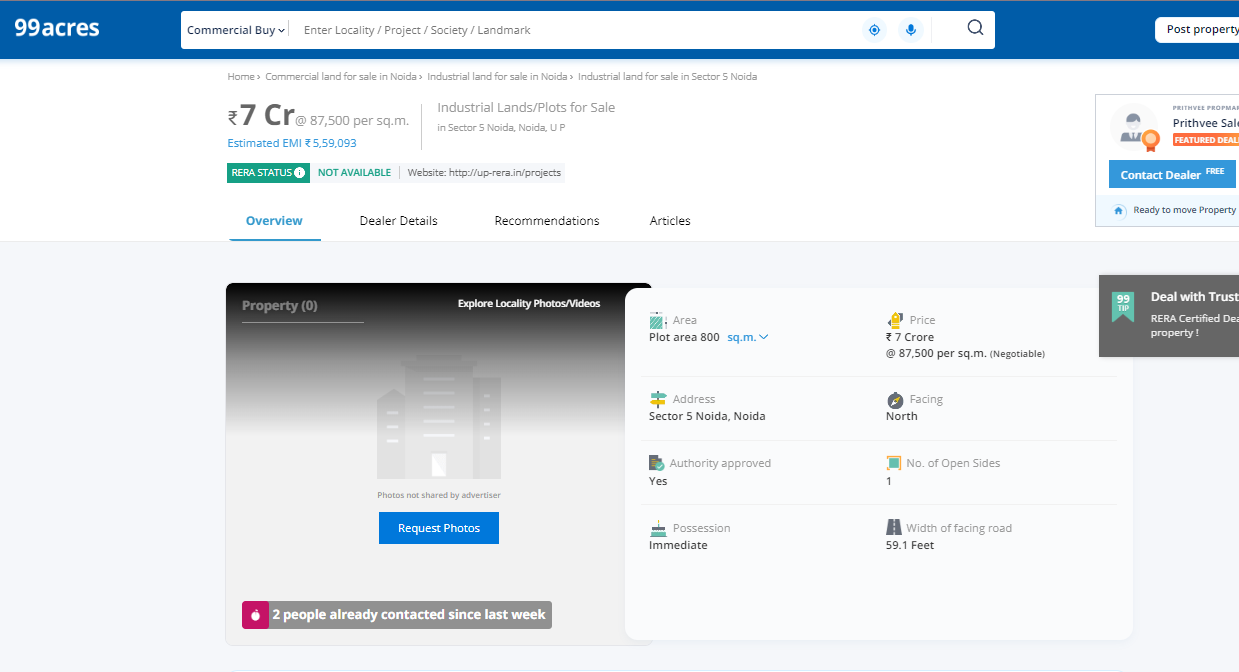 99acres
Commercial Buy
Enter Locality / Project / Society / Landmark
Post property
Home › Commercial land for sale in Noida › Industrial land for sale in Noida › Industrial land for sale in Sector 5 Noida
₹ 7 Cr @ 87,500 per sq.m.
Estimated EMI ₹ 5,59,093
Industrial Lands/Plots for Sale
in Sector 5 Noida, Noida, U P
RERA STATUS i NOT AVAILABLE Website: http://up-rera.in/projects
PRITHVEE PROPMAR
Prithvee Sale
FEATURED DEAL
Contact Dealer FREE
Ready to move Property
Overview Dealer Details Recommendations Articles
Property (0)
Explore Locality Photos/Videos
Photos not shared by advertiser
Request Photos
2 people already contacted since last week
Area
Plot area 800 sq.m.
Price
₹ 7 Crore
@ 87,500 per sq.m. (Negotiable)
Address
Sector 5 Noida, Noida
Facing
North
Authority approved
Yes
No. of Open Sides
1
Possession
Immediate
Width of facing road
59.1 Feet
99
TIP
Deal with Trust
RERA Certified Dea
property !